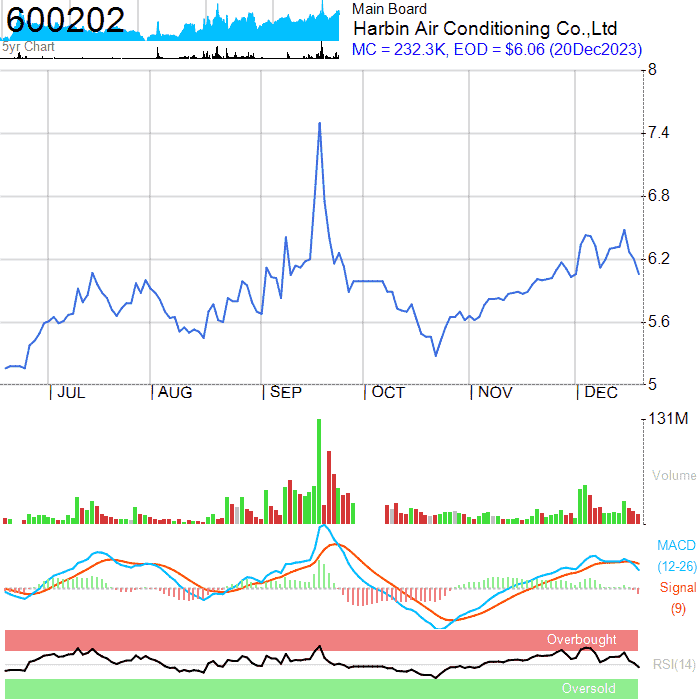 600202
5yr Chart
Main Board
Harbin Air Conditioning Co.,Ltd
MC = 232.3K, EOD = $6.06 (20Dec2023)
8
7.4
6.8
6.2
5.6
5
JUL
AUG
SEP
OCT
NOV
DEC
131M
Volume
MACD
(12-26)
Signal
(9)
Overbought
RSI(14)
Oversold